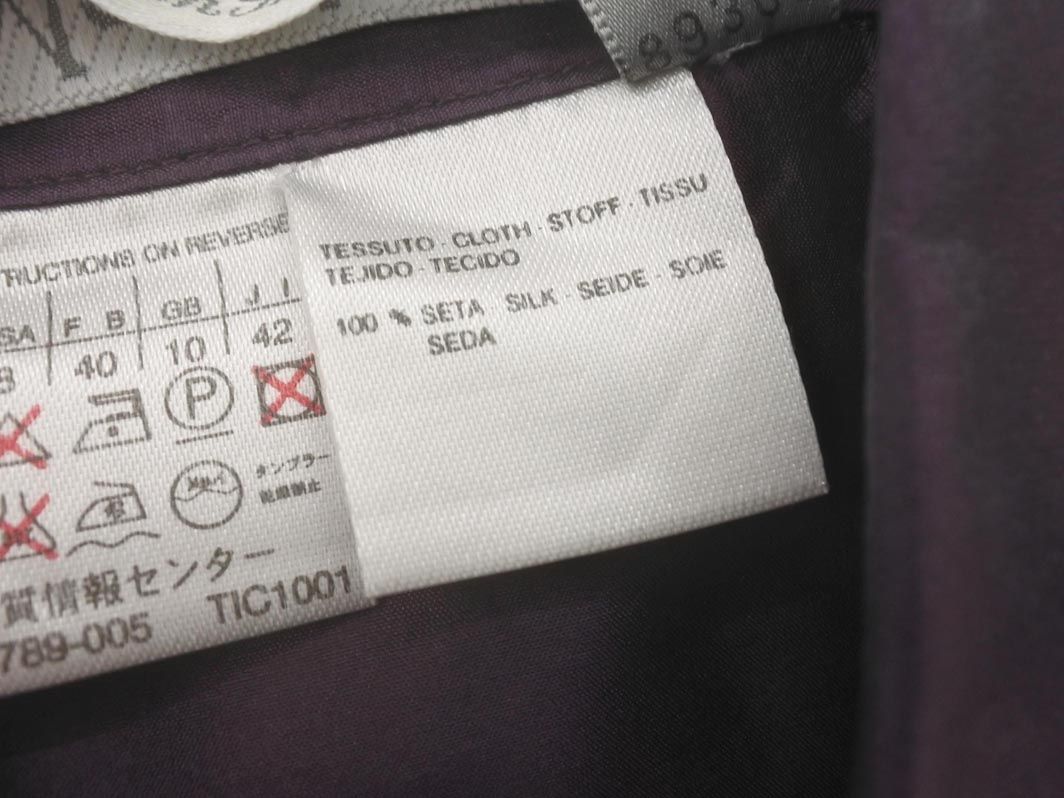 8930
TRUCTIONS ON REVERSE
SA F B GB J I
8 40 10 42
P
タンブラー
乾燥禁止
質情報センター
789-005 TIC1001
TESSUTO · CLOTH · STOFF · TISSU
TEJIDO · TECIDO
100 % SETA SILK · SEIDE · SOIE
SEDA